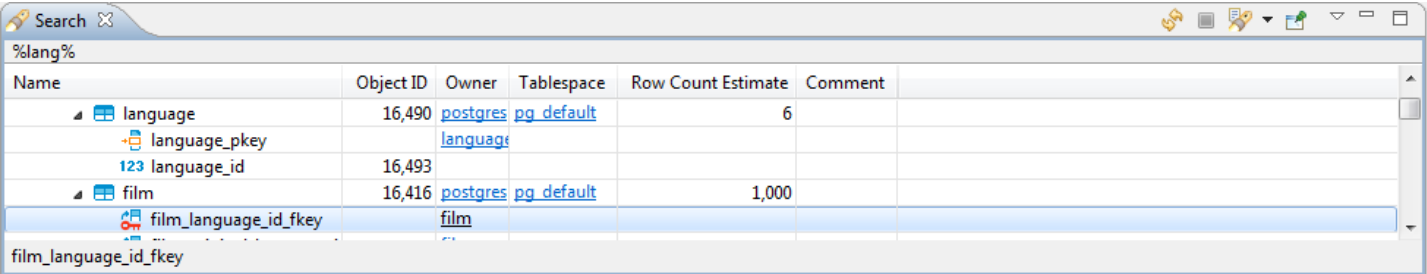 Search
%lang%
Name Object ID Owner Tablespace Row Count Estimate Comment
language 16,490 postgres pg_default 6
language_pkey language
123 language_id 16,493
film 16,416 postgres pg_default 1,000
film_language_id_fkey film
film_language_id_fkey